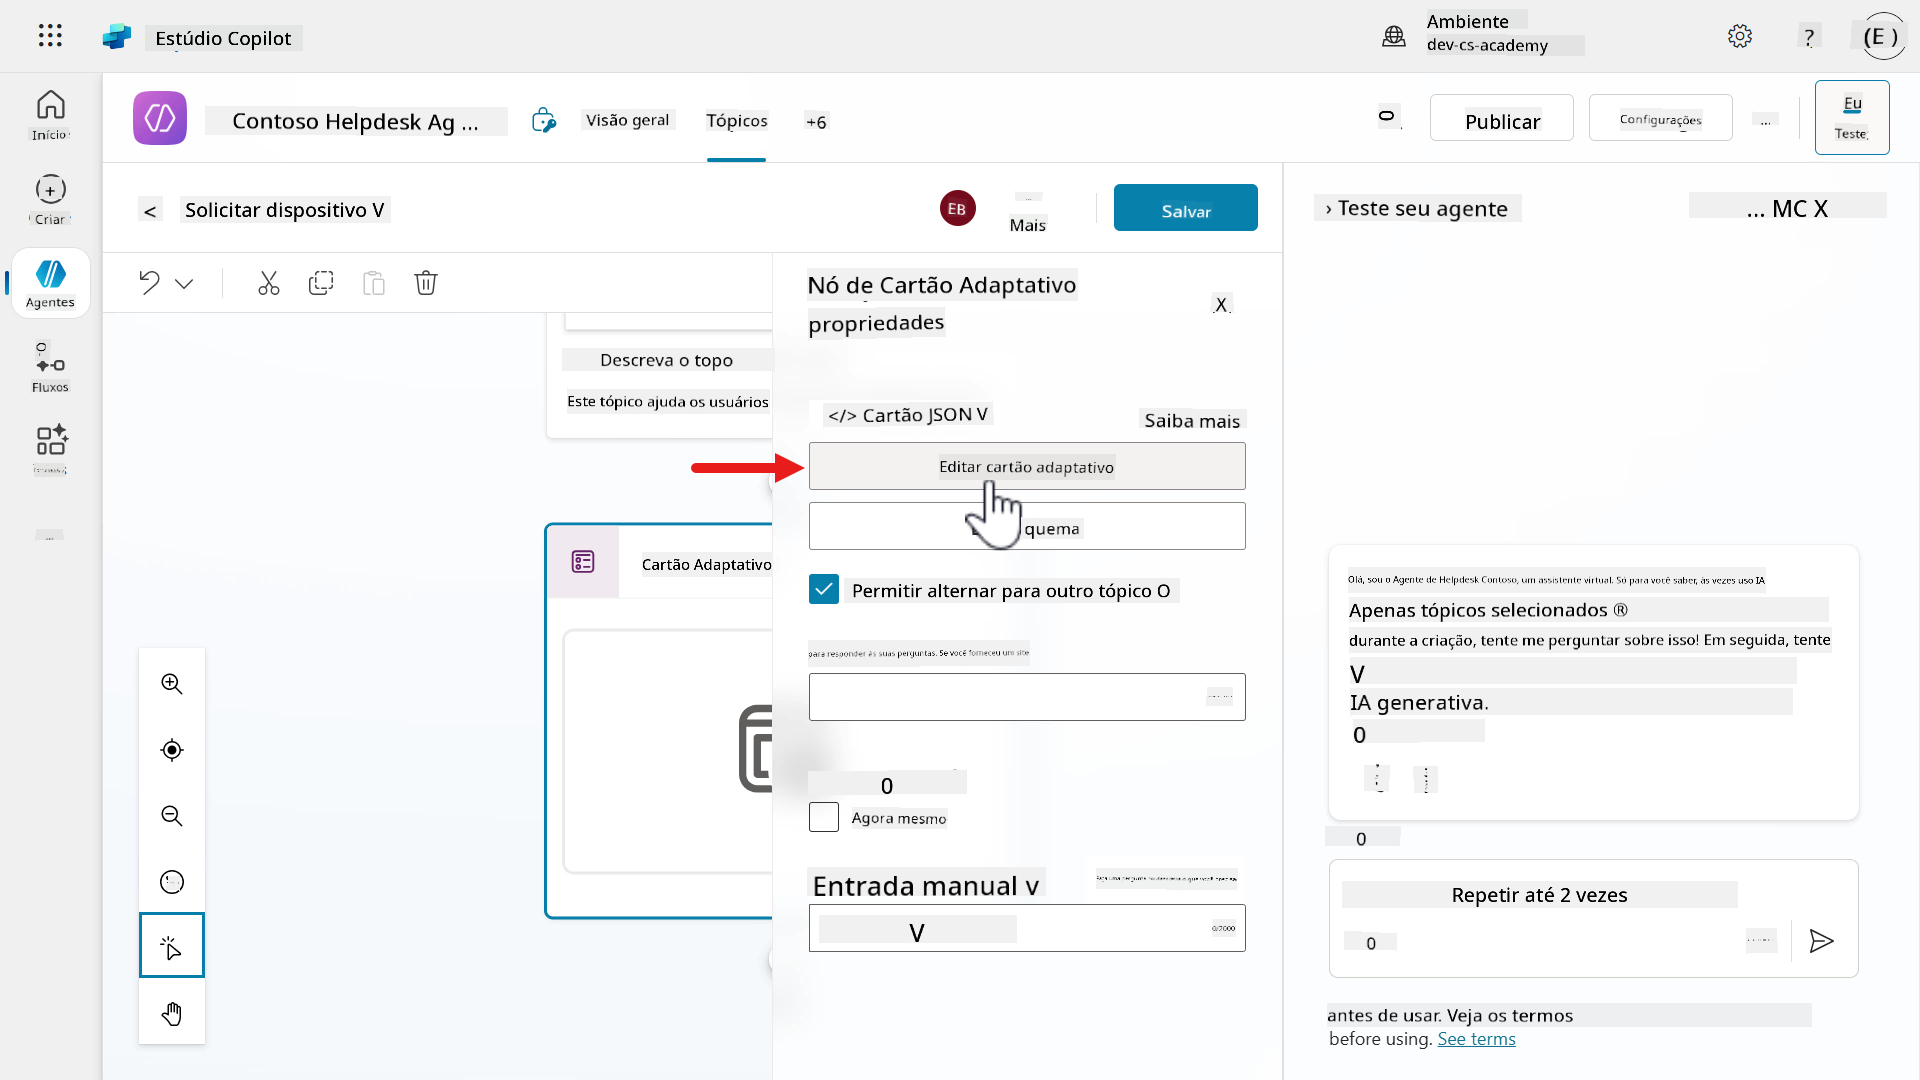 Estúdio Copilot
Ambiente
dev-cs-academy
?
(E )
Início
Criar
Agentes
Fluxos
Contoso Helpdesk Ag ...
Visão geral
Tópicos
+6
Publicar
Configurações
...
Eu
Teste
<
Solicitar dispositivo V
EB
...
Mais
Salvar
Descreva o topo
Este tópico ajuda os usuários
Cartão Adaptativo
Nó de Cartão Adaptativo
propriedades
X
</> Cartão JSON V
Saiba mais
Editar cartão adaptativo
quema
Permitir alternar para outro tópico O
para responder às suas perguntas. Se você forneceu um site
0
Agora mesmo
Entrada manual v
V
0/2000
› Teste seu agente
... MC X
Olá, sou o Agente de Helpdesk Contoso, um assistente virtual. Só para você saber, às vezes uso IA
Apenas tópicos selecionados ®
durante a criação, tente me perguntar sobre isso! Em seguida, tente
V
IA generativa.
0
0
Repetir até 2 vezes
0
antes de usar. Veja os termos
before using. See terms